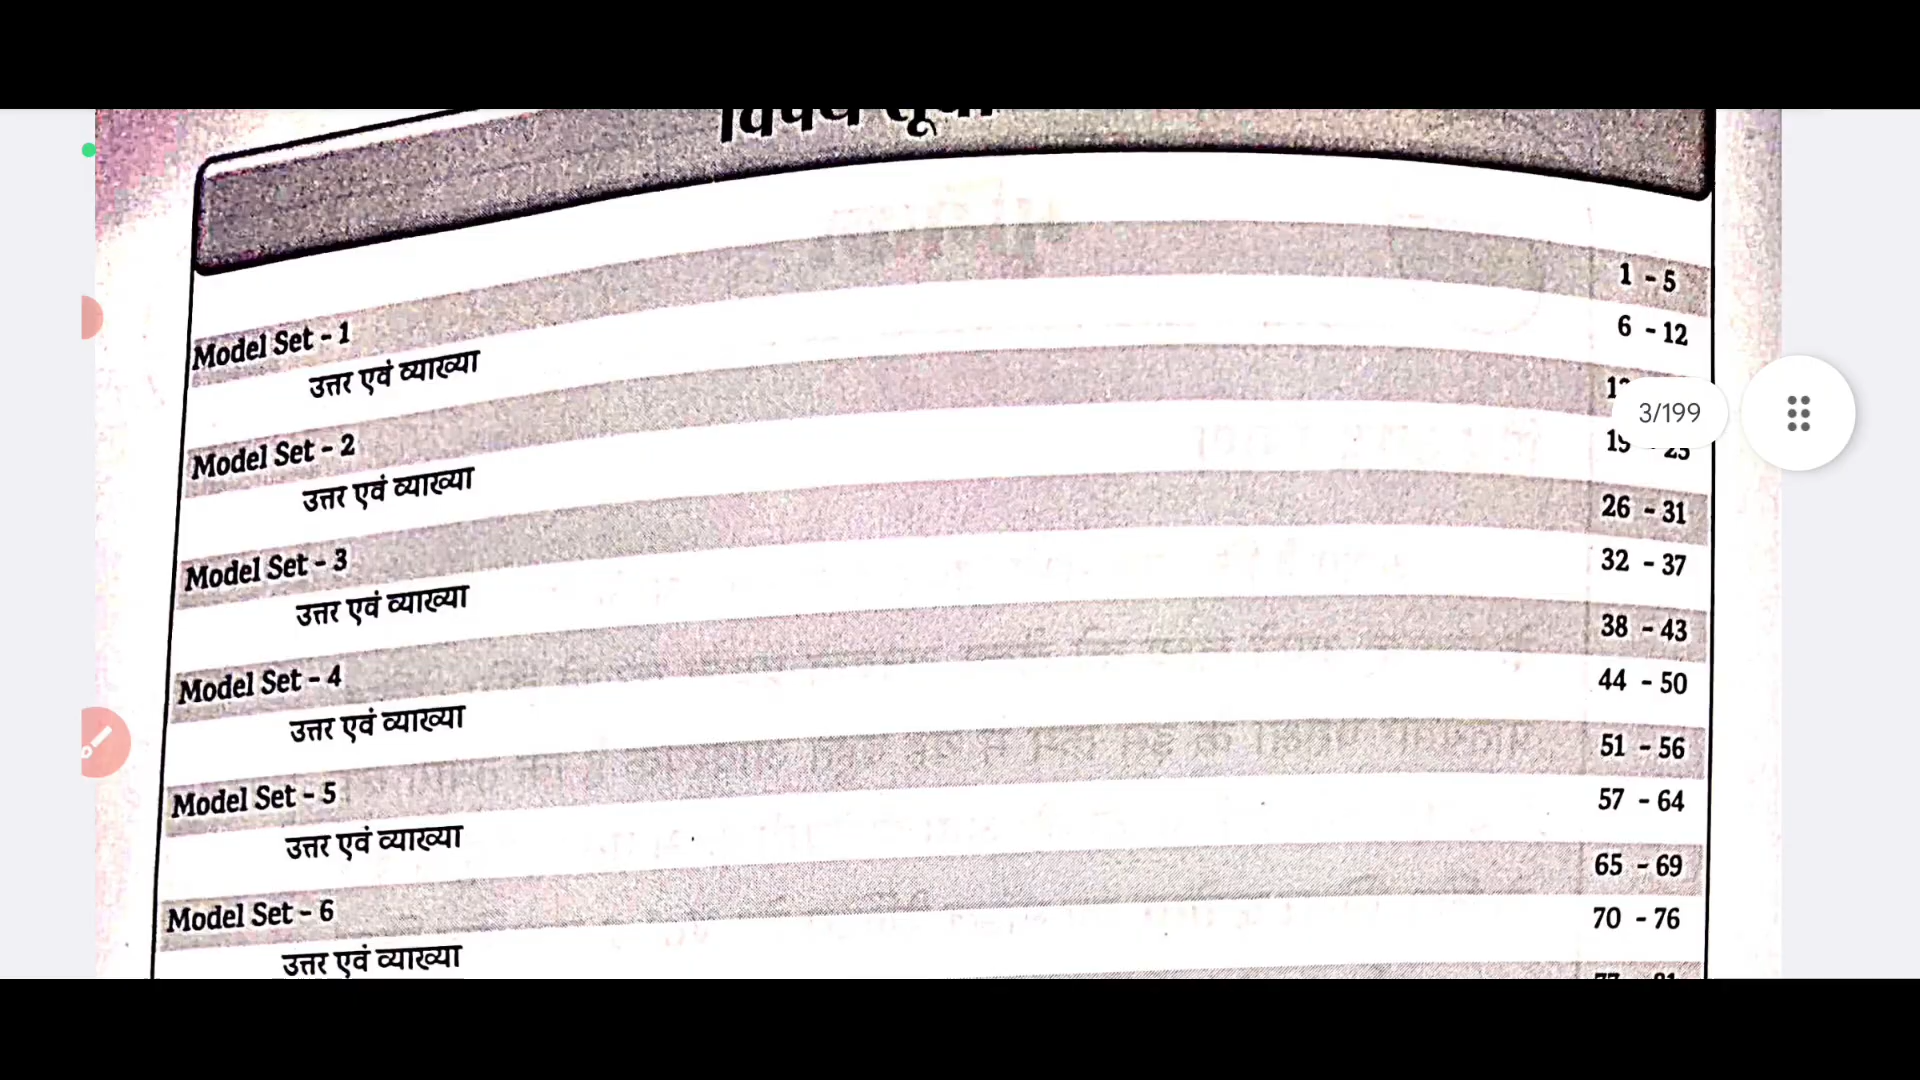 Model Set - 1 1 - 5
उत्तर एवं व्याख्या 6 - 12
Model Set - 2
उत्तर एवं व्याख्या
Model Set - 3 26 - 31
उत्तर एवं व्याख्या 32 - 37
Model Set - 4 38 - 43
उत्तर एवं व्याख्या 44 - 50
Model Set - 5 51 - 56
उत्तर एवं व्याख्या 57 - 64
Model Set - 6 65 - 69
उत्तर एवं व्याख्या 70 - 76
3/199